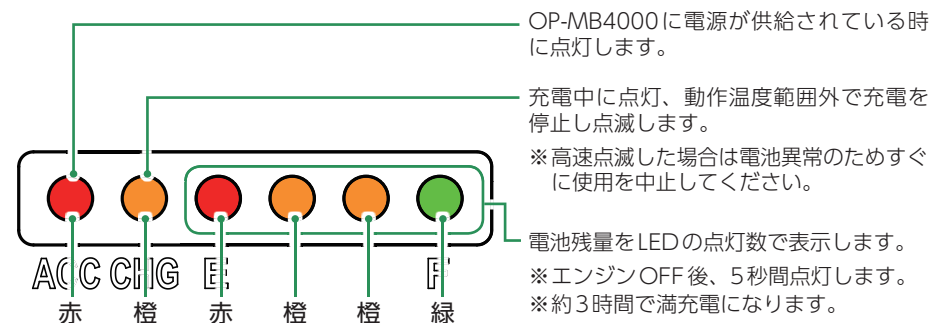 OP-MB4000に電源が供給されている時
に点灯します。
充電中に点灯、動作温度範囲外で充電を
停止し点滅します。
※高速点滅した場合は電池異常のためすぐ
に使用を中止してください。
電池残量をLEDの点灯数で表示します。
※エンジンOFF後、5秒間点灯します。
※約3時間で満充電になります。
ACC CHG E F
赤 橙 赤 橙 橙 緑